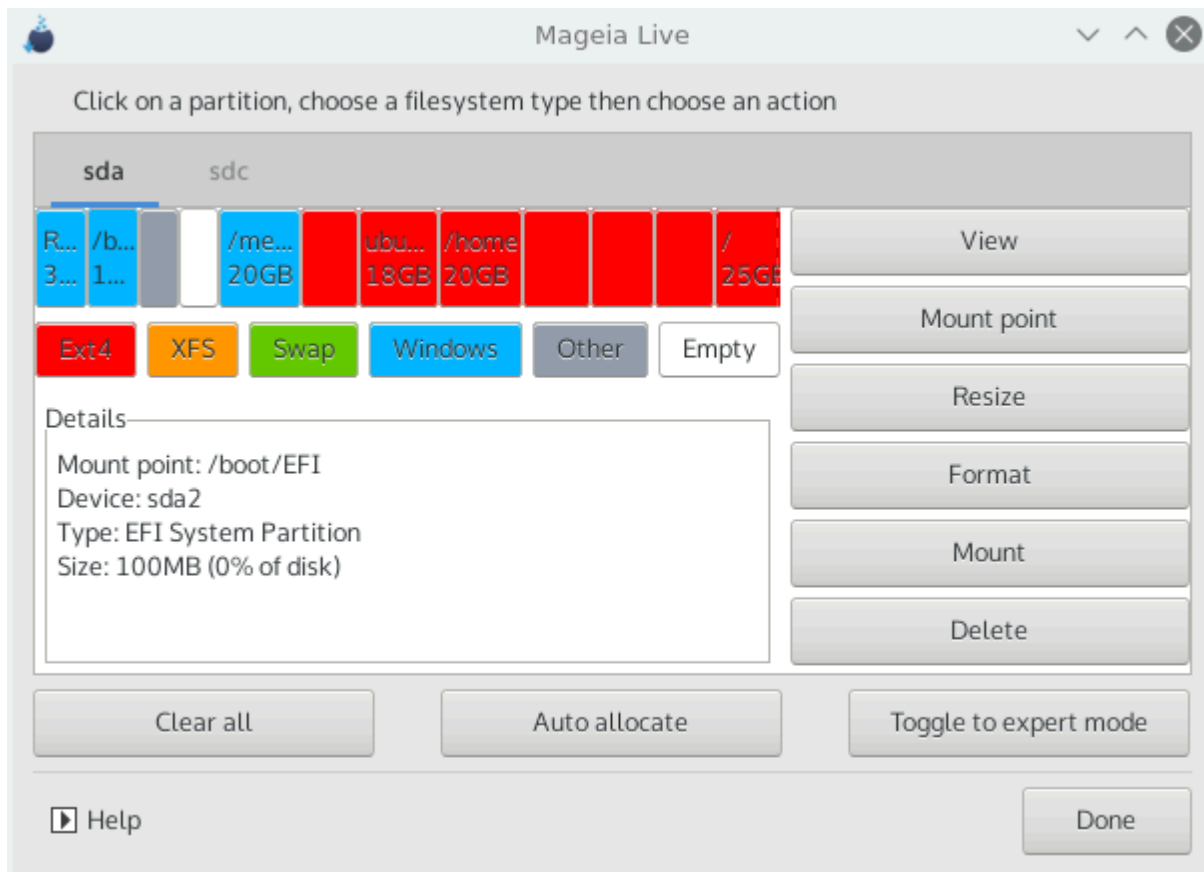 Mageia Live
Click on a partition, choose a filesystem type then choose an action
sda sdc
R... /b... /me... ubu... /home /
3... 1... 20GB 18GB 20GB 25GB
Ext4 XFS Swap Windows Other Empty
Details
Mount point: /boot/EFI
Device: sda2
Type: EFI System Partition
Size: 100MB (0% of disk)
View
Mount point
Resize
Format
Mount
Delete
Clear all Auto allocate Toggle to expert mode
Help Done